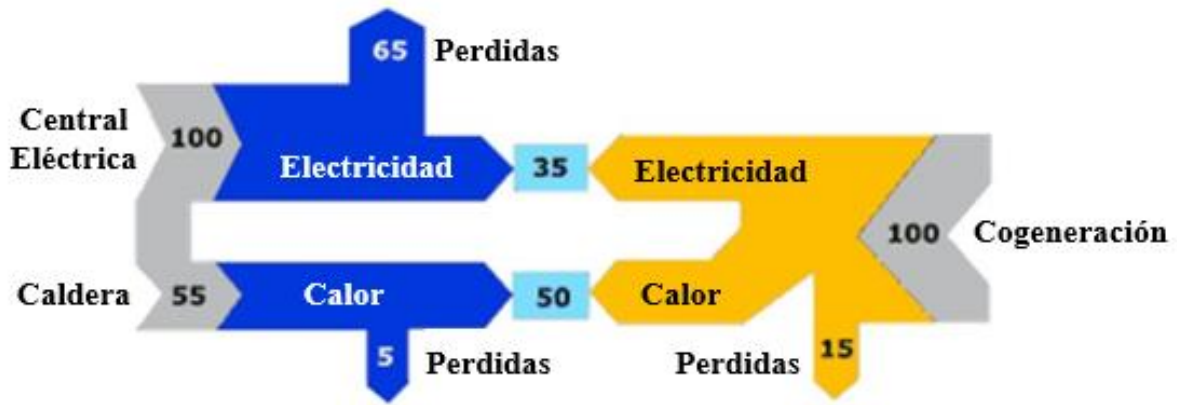 65 Perdidas
Central
Eléctrica
100
Electricidad
35
Electricidad
100
Cogeneración
Caldera
55
Calor
50
Calor
5
Perdidas
Perdidas
15